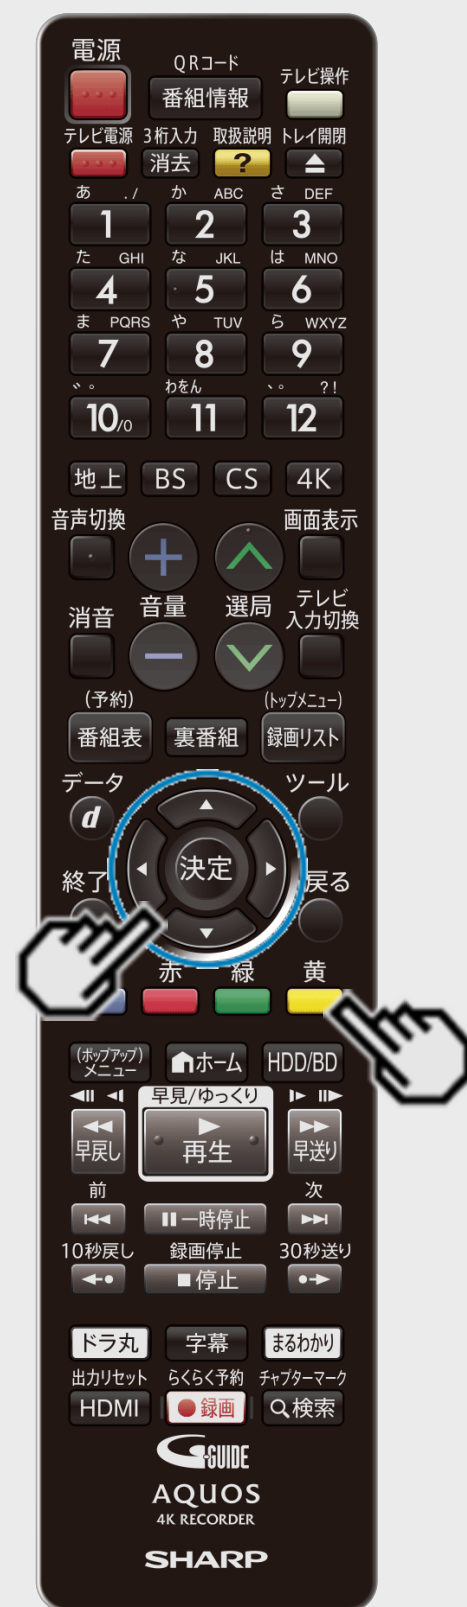 電源
QRコード
テレビ操作
番組情報
テレビ電源 3桁入力 取扱説明 トレイ開閉
消去 ?
あ ./ か ABC さ DEF
1 2 3
た GHI な JKL は MNO
4 5 6
ま PQRS や TUV ら WXYZ
7 8 9
゛゜ わをん 、。 ?!
10/0 11 12
地上 BS CS 4K
音声切換 画面表示
消音 音量 選局 テレビ
入力切換
(予約) (トップメニュー)
番組表 裏番組 録画リスト
データ ツール
d
決定
終了 戻る
赤 緑 黄
(ポップアップ)
メニュー ホーム HDD/BD
早見/ゆっくり
早戻し 再生 早送り
前 次
一時停止
10秒戻し 録画停止 30秒送り
停止
ドラ丸 字幕 まるわかり
出力リセット らくらく予約 チャプターマーク
HDMI 録画 検索
G-GUIDE
AQUOS
4K RECORDER
SHARP